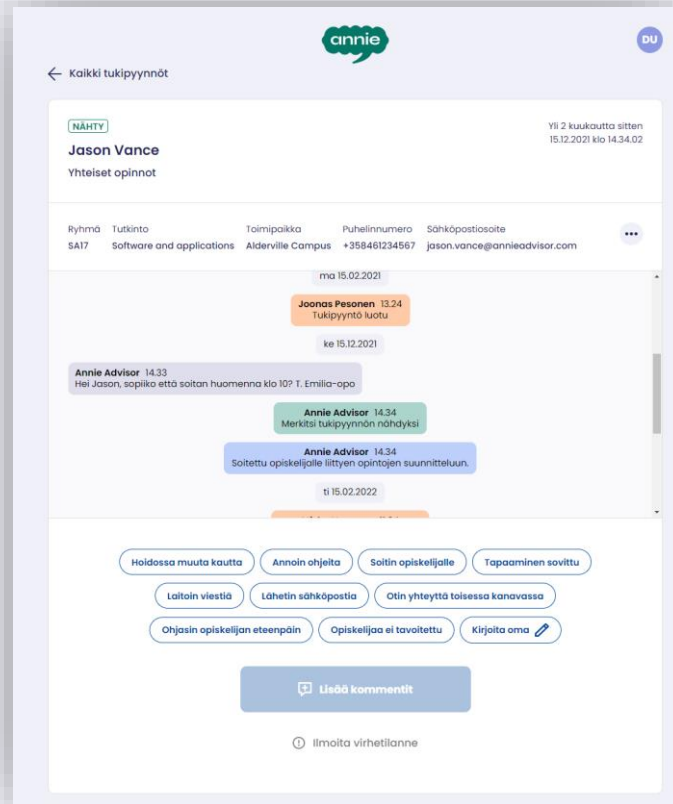 annie
DU
← Kaikki tukipyynnöt
NÄHTY
Yli 2 kuukautta sitten
15.12.2021 klo 14.34.02
Jason Vance
Yhteiset opinnot
Ryhmä Tutkinto Toimipaikka Puhelinnumero Sähköpostiosoite
SA17 Software and applications Alderville Campus +358461234567 jason.vance@annieadvisor.com
ma 15.02.2021
Joonas Pesonen 13.24
Tukipyyntö luotu
ke 15.12.2021
Annie Advisor 14.33
Hei Jason, sopiiko että soitan huomenna klo 10? T. Emilia-opo
Annie Advisor 14.34
Merkitsi tukipyynnön nähdyksi
Annie Advisor 14.34
Soitettu opiskelijalle liittyen opintojen suunnitteluun.
ti 15.02.2022
Hoidossa muuta kautta Annoin ohjeita Soitin opiskelijalle Tapaaminen sovittu
Laitoin viestiä Lähetin sähköpostia Otin yhteyttä toisessa kanavassa
Ohjasin opiskelijan eteenpäin Opiskelijaa ei tavoitettu Kirjoita oma
Lisää kommentit
Ilmoita virhetilanne